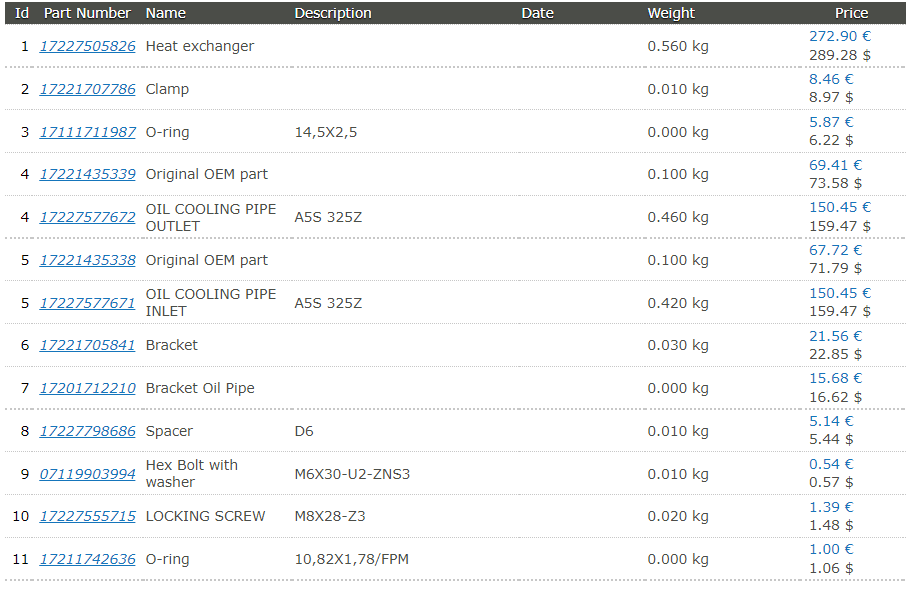 Id Part Number Name Description Date Weight Price
1 17227505826 Heat exchanger 0.560 kg 272.90 €
289.28 $
2 17221707786 Clamp 0.010 kg 8.46 €
8.97 $
3 17111711987 O-ring 14,5X2,5 0.000 kg 5.87 €
6.22 $
4 17221435339 Original OEM part 0.100 kg 69.41 €
73.58 $
4 17227577672 OIL COOLING PIPE OUTLET A5S 325Z 0.460 kg 150.45 €
159.47 $
5 17221435338 Original OEM part 0.100 kg 67.72 €
71.79 $
5 17227577671 OIL COOLING PIPE INLET A5S 325Z 0.420 kg 150.45 €
159.47 $
6 17221705841 Bracket 0.030 kg 21.56 €
22.85 $
7 17201712210 Bracket Oil Pipe 0.000 kg 15.68 €
16.62 $
8 17227798686 Spacer D6 0.010 kg 5.14 €
5.44 $
9 07119903994 Hex Bolt with washer M6X30-U2-ZNS3 0.010 kg 0.54 €
0.57 $
10 17227555715 LOCKING SCREW M8X28-Z3 0.020 kg 1.39 €
1.48 $
11 17211742636 O-ring 10,82X1,78/FPM 0.000 kg 1.00 €
1.06 $